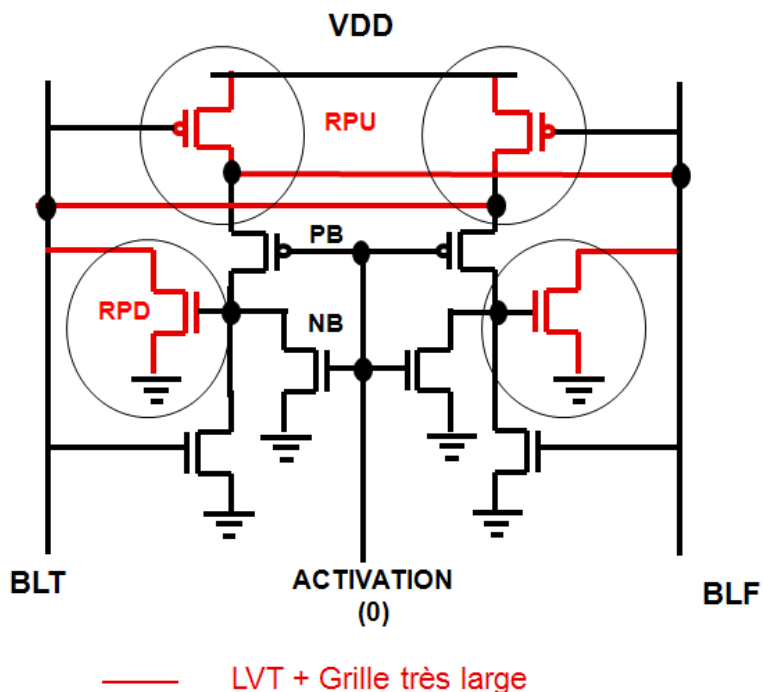 VDD
RPU
PB
RPD
NB
BLT
ACTIVATION
(0)
BLF
LVT + Grille très large